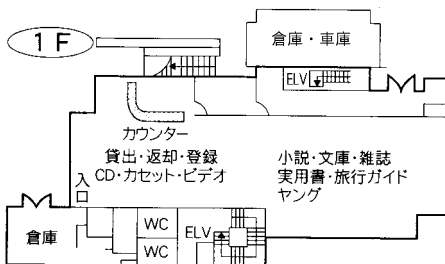 1F
倉庫・車庫
ELV
カウンター
貸出・返却・登録
CD・カセット・ビデオ
小説・文庫・雑誌
実用書・旅行ガイド
ヤング
入口
倉庫
WC
WC
ELV